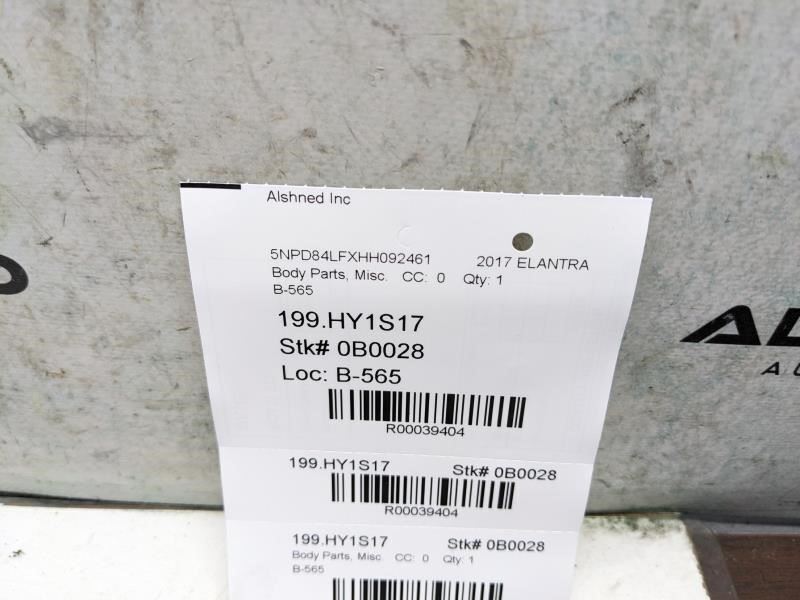 Alshned Inc
5NPD84LFXHH092461 2017 ELANTRA
Body Parts, Misc. CC: 0 Qty: 1
B-565
199.HY1S17
Stk# 0B0028
Loc: B-565
R00039404
199.HY1S17 Stk# 0B0028
R00039404
199.HY1S17 Stk# 0B0028
Body Parts, Misc. CC: 0 Qty: 1
B-565